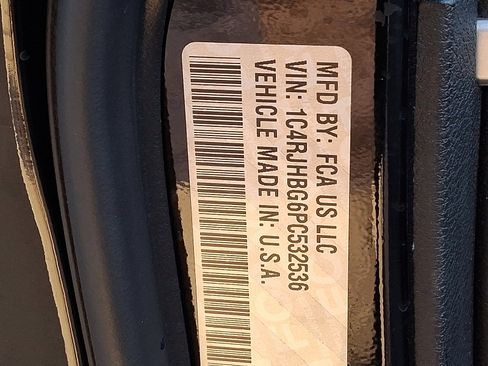 MFD BY: FCA US LLC
VIN: 1C4RJHBG6PC532536
VEHICLE MADE IN: U.S.A.